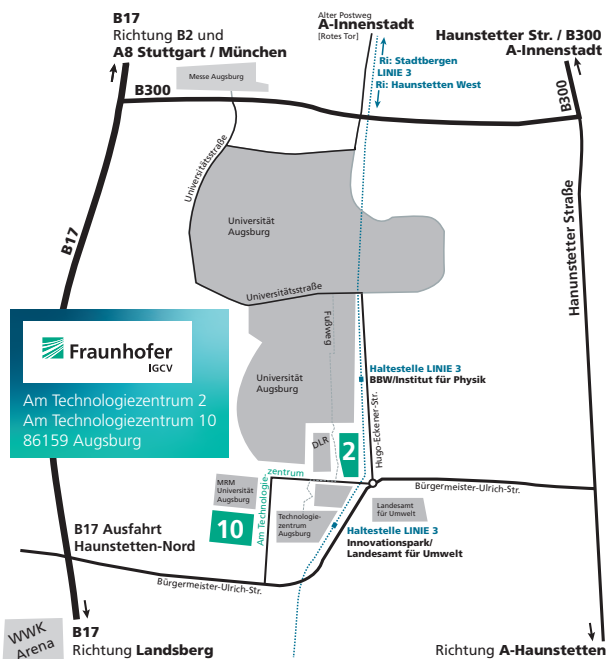 B17
Richtung B2 und
A8 Stuttgart / München
Alter Postweg
A-Innenstadt
[Rotes Tor]
Haunstetter Str. / B300
A-Innenstadt
Ri: Stadtbergen
LINIE 3
Ri: Haunstetten West
Messe Augsburg
B300
B300
Universitätsstraße
Hanunstetter Straße
Universität
Augsburg
B17
Universitätsstraße
Fußweg
Fraunhofer
IGCV
Am Technologiezentrum 2
Am Technologiezentrum 10
86159 Augsburg
Haltestelle LINIE 3
BBW/Institut für Physik
Universität
Augsburg
Hugo-Eckener-Str.
DLR
2
Am Technologie-zentrum
MRM
Universität
Augsburg
Bürgermeister-Ulrich-Str.
10
Technologie-
zentrum
Augsburg
Landesamt
für Umwelt
B17 Ausfahrt
Haunstetten-Nord
Haltestelle LINIE 3
Innovationspark/
Landesamt für Umwelt
Bürgermeister-Ulrich-Str.
WWK
Arena
B17
Richtung Landsberg
Richtung A-Haunstetten